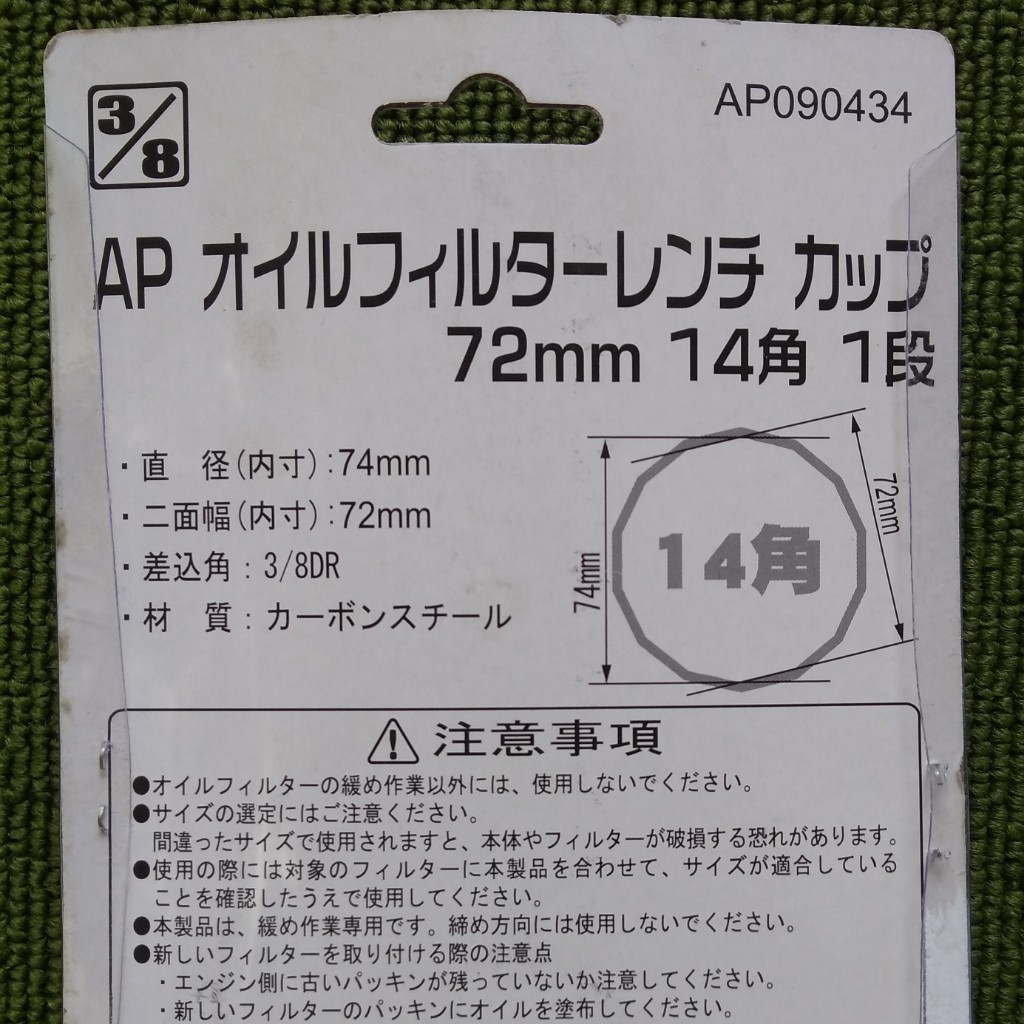 3/8
AP090434
AP オイルフィルターレンチ カップ
72mm 14角 1段
・直　径(内寸):74mm
・二面幅(内寸):72mm
・差込角:3/8DR
・材　質:カーボンスチール
74mm
14角
72mm
注意事項
●オイルフィルターの緩め作業以外には、使用しないでください。
●サイズの選定にはご注意ください。
間違ったサイズで使用されますと、本体やフィルターが破損する恐れがあります。
●使用の際には対象のフィルターに本製品を合わせて、サイズが適合している
ことを確認したうえで使用してください。
●本製品は、緩め作業専用です。締め方向には使用しないでください。
●新しいフィルターを取り付ける際の注意点
・エンジン側に古いパッキンが残っていないか注意してください。
・新しいフィルターのパッキンにオイルを塗布してください。